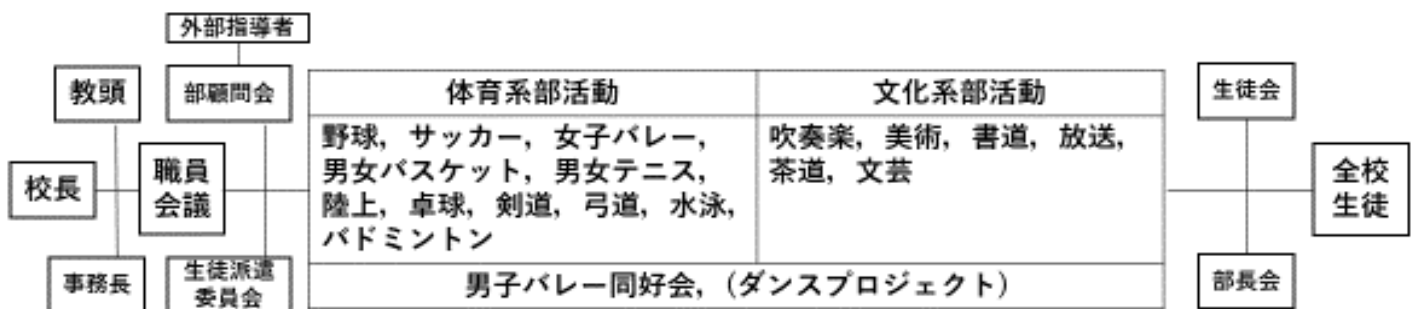 外部指導者
教頭
部顧問会
校長
職員
会議
事務長
生徒派遣
委員会
体育系部活動
文化系部活動
野球，サッカー，女子バレー，
男女バスケット，男女テニス，
陸上，卓球，剣道，弓道，水泳，
バドミントン
吹奏楽，美術，書道，放送，
茶道，文芸
男子バレー同好会，（ダンスプロジェクト）
生徒会
全校
生徒
部長会